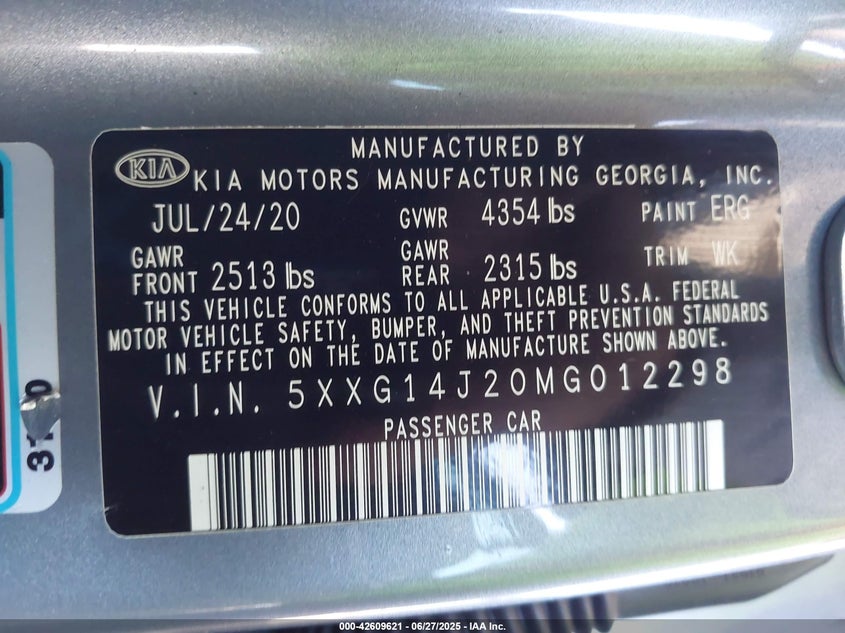 MANUFACTURED BY
KIA KIA MOTORS MANUFACTURING GEORGIA, INC.
JUL/24/20 GVWR 4354 lbs PAINT ERG
GAWR FRONT 2513 lbs GAWR REAR 2315 lbs TRIM WK
THIS VEHICLE CONFORMS TO ALL APPLICABLE U.S.A. FEDERAL
MOTOR VEHICLE SAFETY, BUMPER, AND THEFT PREVENTION STANDARDS
IN EFFECT ON THE DATE OF MANUFACTURE SHOWN ABOVE.
V.I.N. 5XXG14J20MG012298
PASSENGER CAR
000-42609621 - 06/27/2025 - IAA Inc.